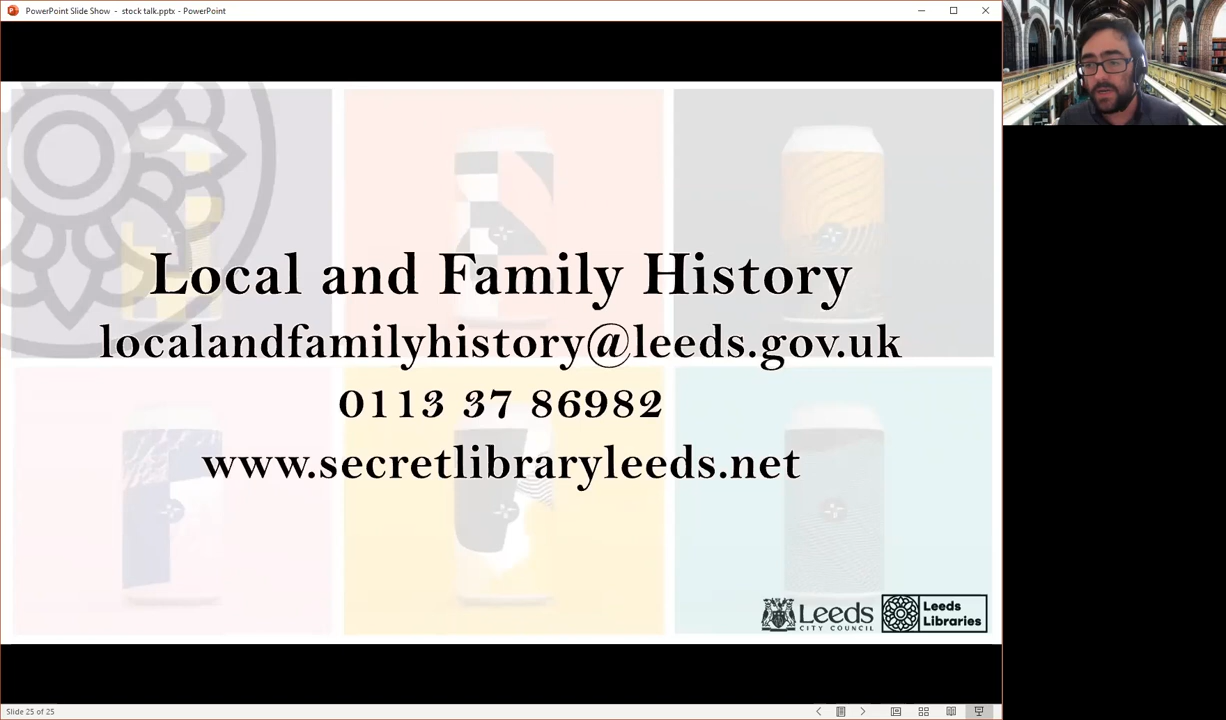 PowerPoint Slide Show - stock talk.pptx - PowerPoint
Local and Family History
localandfamilyhistory@leeds.gov.uk
0113 37 86982
www.secretlibraryleeds.net
Leeds
CITY COUNCIL
Leeds
Libraries
Slide 25 of 25